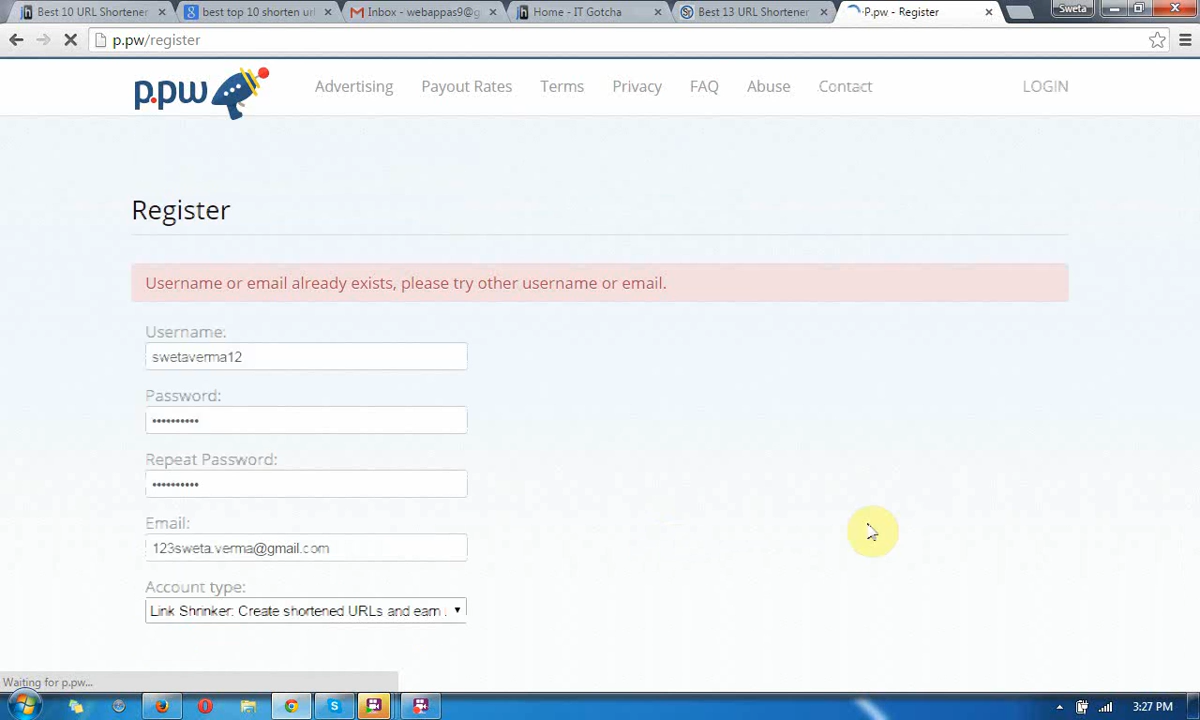 Best 10 URL Shortener
best top 10 shorten url
Inbox - webappas9@g
Home - IT Gotcha
Best 13 URL Shortener
P.pw - Register
Sweta
p.pw/register
p.pw
Advertising
Payout Rates
Terms
Privacy
FAQ
Abuse
Contact
LOGIN
Register
Username or email already exists, please try other username or email.
Username:
swetaverma12
Password:
••••••••••
Repeat Password:
••••••••••
Email:
123sweta.verma@gmail.com
Account type:
Link Shrinker: Create shortened URLs and earn .
Waiting for p.pw...
3:27 PM